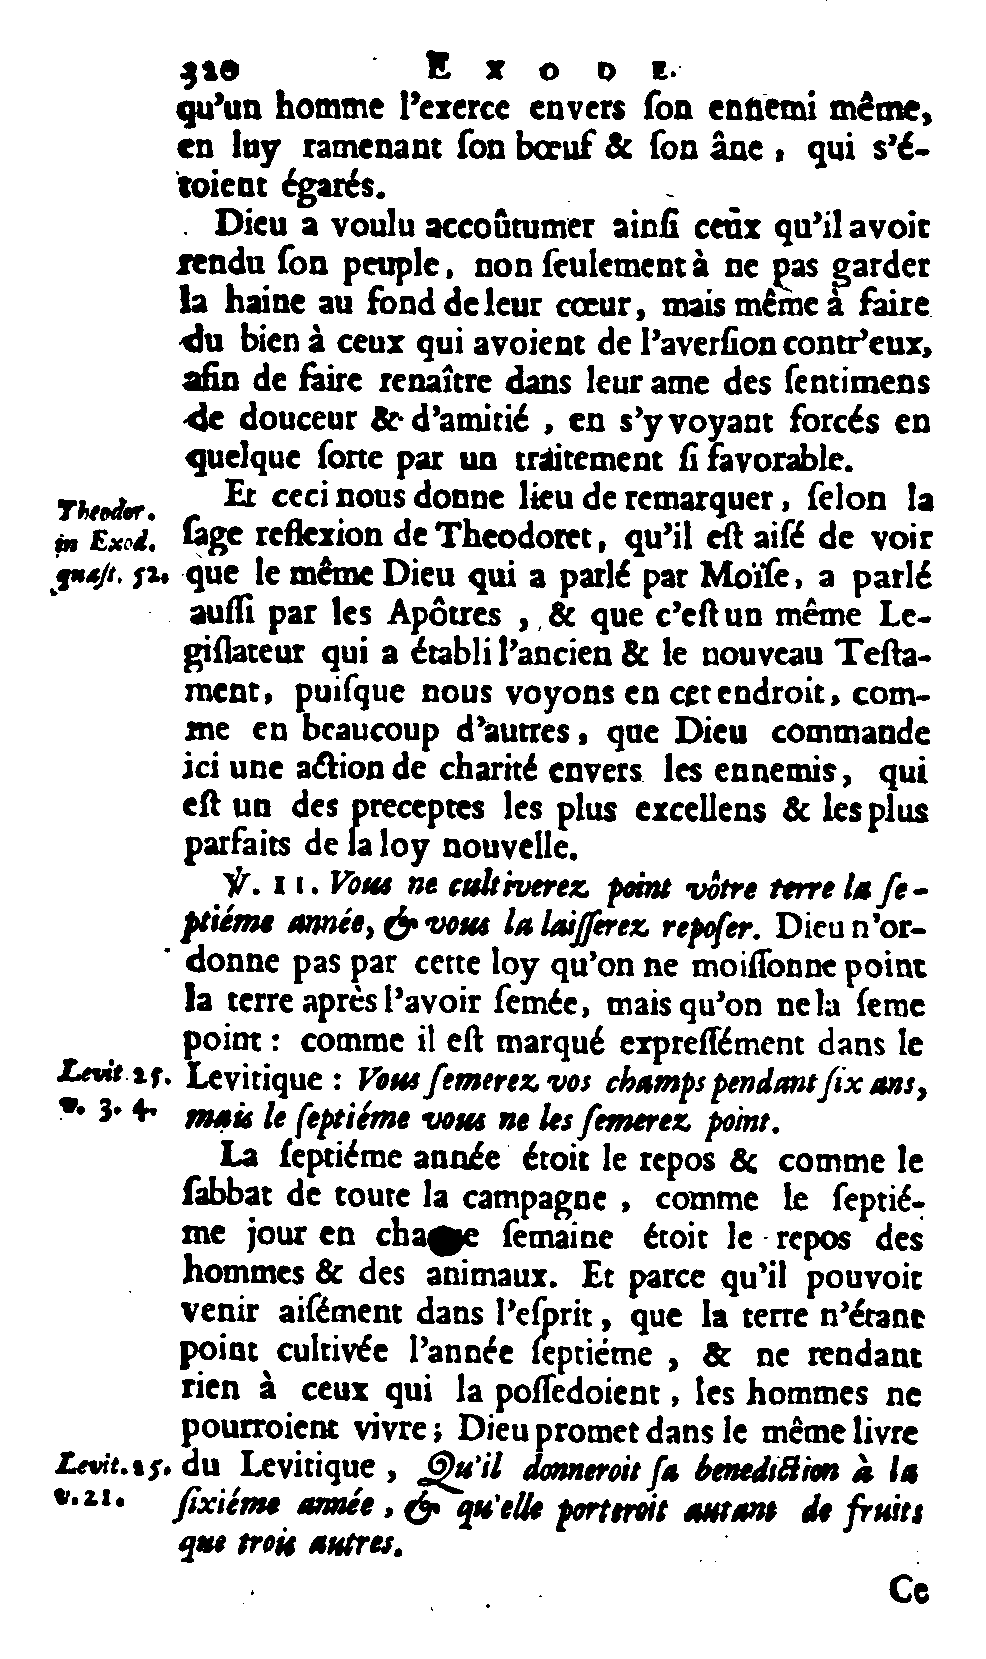 320 EXODE.
qu'un homme l'exerce envers ſon ennemi même,
en luy ramenant ſon bœuf & ſon âne, qui s'é-
toient égarés.
Dieu a voulu accoûtumer ainſi ceux qu'il avoit
rendu ſon peuple, non ſeulement à ne pas garder
la haine au fond de leur cœur, mais même à faire
du bien à ceux qui avoient de l'averſion contr'eux,
afin de faire renaître dans leur ame des ſentimens
de douceur & d'amitié, en s'y voyant forcés en
quelque ſorte par un traitement ſi favorable.
Et ceci nous donne lieu de remarquer, ſelon la
Theodor.
in Exod.
quæſt. 52.
ſage reflexion de Theodoret, qu'il eſt aiſé de voir
que le même Dieu qui a parlé par Moïſe, a parlé
auſſi par les Apôtres, & que c'eſt un même Le-
giſlateur qui a établi l'ancien & le nouveau Teſta-
ment, puiſque nous voyons en cet endroit, com-
me en beaucoup d'autres, que Dieu commande
ici une action de charité envers les ennemis, qui
eſt un des preceptes les plus excellens & les plus
parfaits de la loy nouvelle.
℣. 11. Vous ne cultiverez point vôtre terre la ſe-
ptiéme année, & vous la laiſſerez repoſer. Dieu n'or-
donne pas par cette loy qu'on ne moiſſonne point
la terre après l'avoir ſemée, mais qu'on ne la ſeme
point : comme il eſt marqué expreſſément dans le
Levit. 25.
v. 3. 4.
Levitique : Vous ſemerez vos champs pendant ſix ans,
mais le ſeptiéme vous ne les ſemerez point.
La ſeptiéme année étoit le repos & comme le
ſabbat de toute la campagne, comme le ſeptié-
me jour en ſemaine étoit le repos des
hommes & des animaux. Et parce qu'il pouvoit
venir aiſément dans l'eſprit, que la terre n'étant
point cultivée l'année ſeptiéme, & ne rendant
rien à ceux qui la poſſedoient, les hommes ne
pourroient vivre; Dieu promet dans le même livre
Levit. 25.
v. 21.
du Levitique, Qu'il donneroit ſa benediction à la
ſixiéme année, & qu'elle porteroit autant de fruits
que trois autres.
Ce